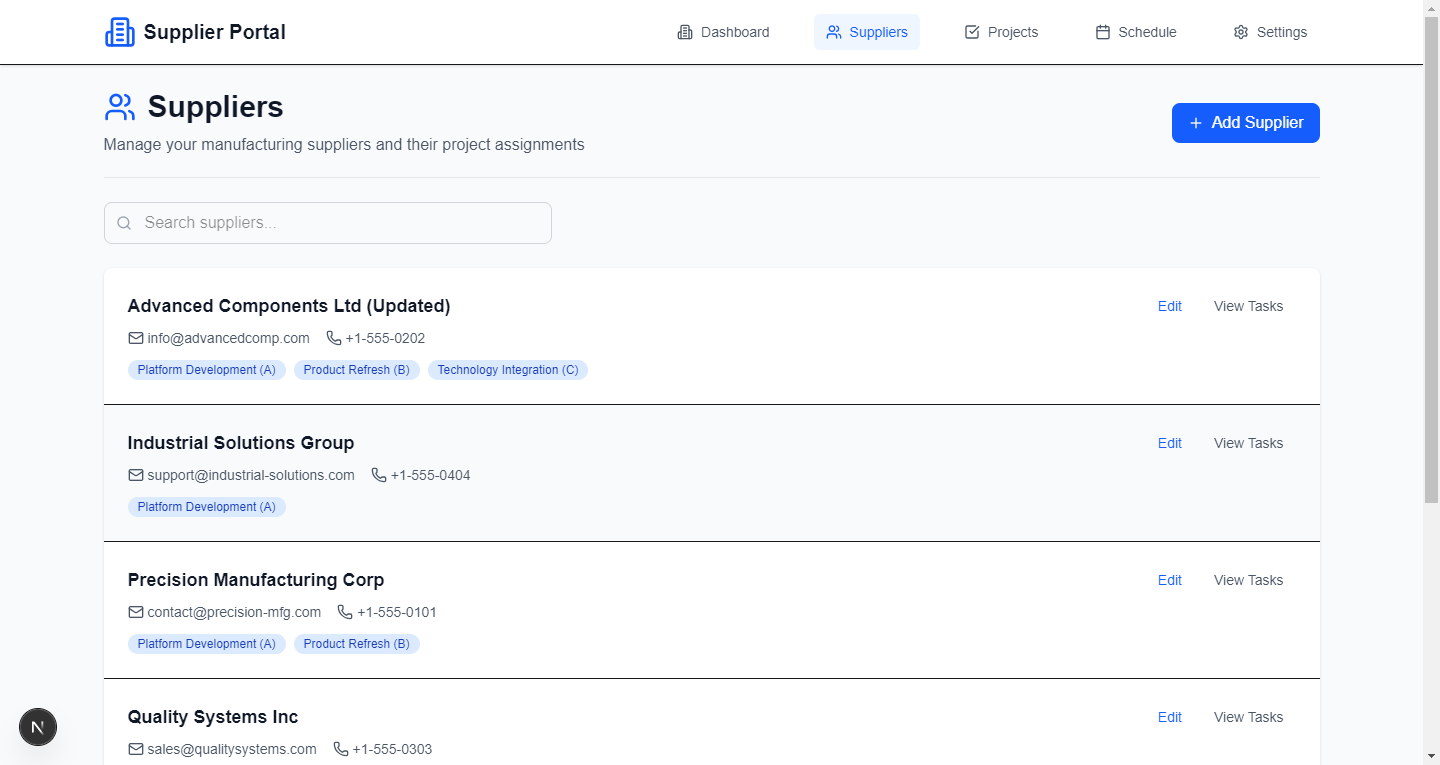 Supplier Portal
Dashboard
Suppliers
Projects
Schedule
Settings
Suppliers
Manage your manufacturing suppliers and their project assignments
+ Add Supplier
Search suppliers...
Advanced Components Ltd (Updated)
Edit
View Tasks
info@advancedcomp.com +1-555-0202
Platform Development (A) Product Refresh (B) Technology Integration (C)
Industrial Solutions Group
Edit
View Tasks
support@industrial-solutions.com +1-555-0404
Platform Development (A)
Precision Manufacturing Corp
Edit
View Tasks
contact@precision-mfg.com +1-555-0101
Platform Development (A) Product Refresh (B)
Quality Systems Inc
Edit
View Tasks
sales@qualitysystems.com +1-555-0303
N